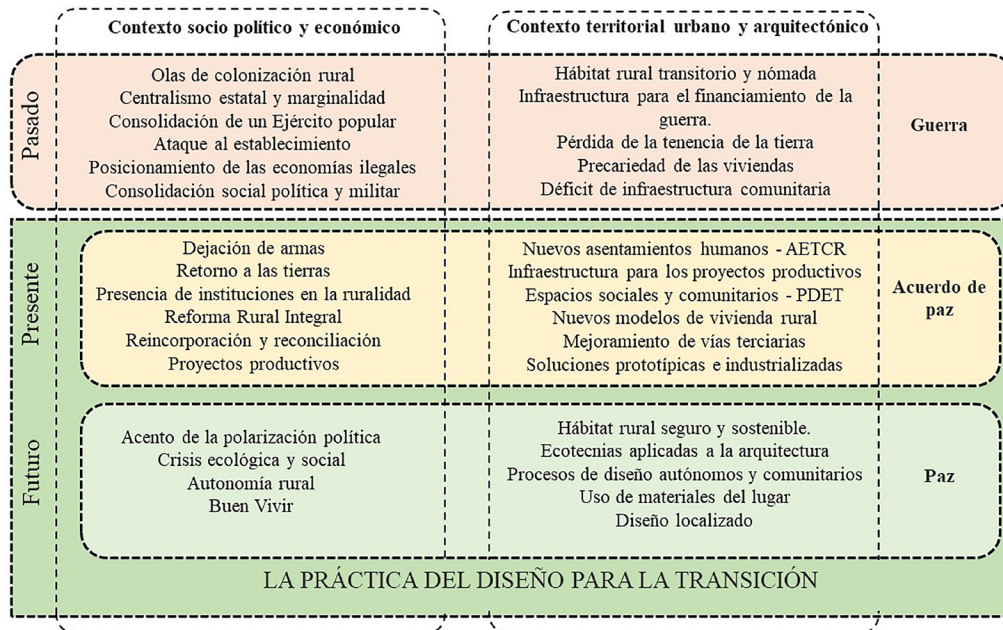 Contexto socio político y económico
Contexto territorial urbano y arquitectónico
Pasado
Olas de colonización rural
Centralismo estatal y marginalidad
Consolidación de un Ejército popular
Ataque al establecimiento
Posicionamiento de las economías ilegales
Consolidación social política y militar
Hábitat rural transitorio y nómada
Infraestructura para el financiamiento de la
guerra.
Pérdida de la tenencia de la tierra
Precariedad de las viviendas
Déficit de infraestructura comunitaria
Guerra
Presente
Dejación de armas
Retorno a las tierras
Presencia de instituciones en la ruralidad
Reforma Rural Integral
Reincorporación y reconciliación
Proyectos productivos
Nuevos asentamientos humanos - AETCR
Infraestructura para los proyectos productivos
Espacios sociales y comunitarios - PDET
Nuevos modelos de vivienda rural
Mejoramiento de vías terciarias
Soluciones prototípicas e industrializadas
Acuerdo de
paz
Futuro
Acento de la polarización política
Crisis ecológica y social
Autonomía rural
Buen Vivir
Hábitat rural seguro y sostenible.
Ecotecnias aplicadas a la arquitectura
Procesos de diseño autónomos y comunitarios
Uso de materiales del lugar
Diseño localizado
Paz
LA PRÁCTICA DEL DISEÑO PARA LA TRANSICIÓN